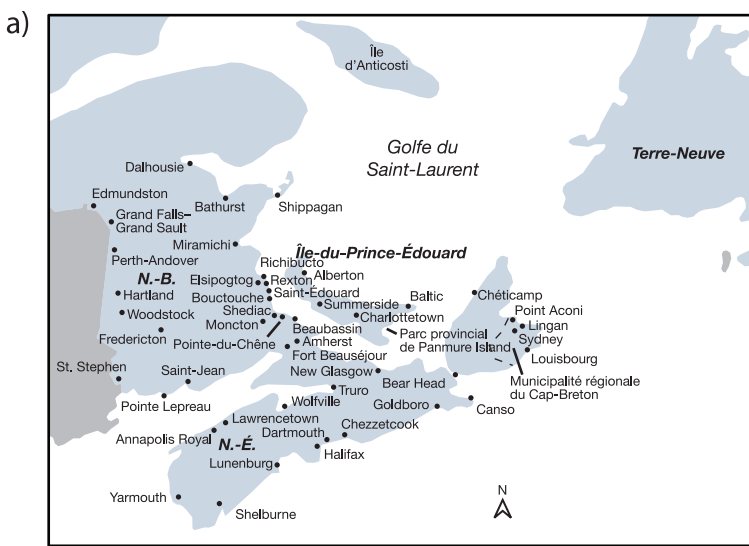 a)
Île
d'Anticosti
Golfe du
Saint-Laurent
Terre-Neuve
Dalhousie
Edmundston
Bathurst
Shippagan
Grand Falls–
Grand Sault
Miramichi
Île-du-Prince-Édouard
Perth-Andover
Richibucto
Alberton
N.-B.
Elsipogtog
Rexton
Baltic
Chéticamp
Hartland
Saint-Édouard
Bouctouche
Summerside
Point Aconi
Woodstock
Shediac
Charlottetown
Lingan
Moncton
Beaubassin
Parc provincial
de Panmure Island
Sydney
Fredericton
Pointe-du-Chêne
Amherst
Fort Beauséjour
Louisbourg
St. Stephen
Saint-Jean
New Glasgow
Bear Head
Municipalité régionale
du Cap-Breton
Truro
Pointe Lepreau
Wolfville
Goldboro
Canso
Lawrencetown
Annapolis Royal
N.-É.
Dartmouth
Chezzetcook
Halifax
Lunenburg
Yarmouth
Shelburne
N